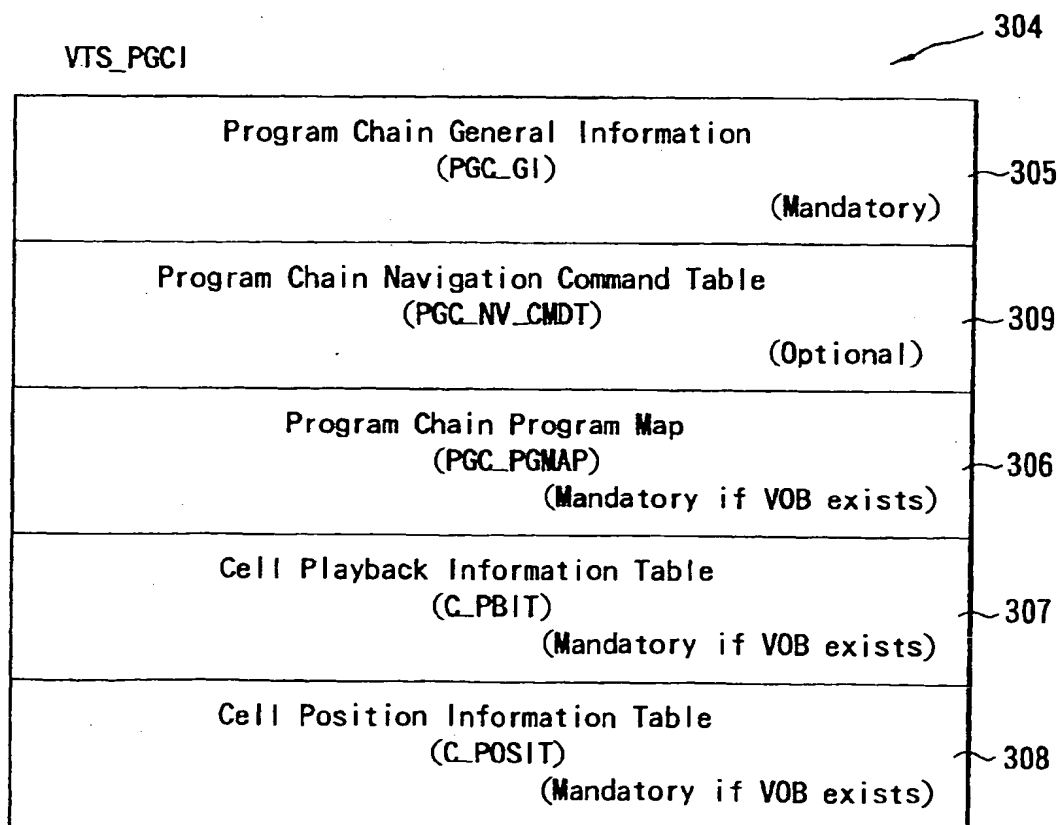 304
VTS_PGCI
Program Chain General Information
(PGC_GI)
305
(Mandatory)
Program Chain Navigation Command Table
(PGC_NV_CMDT)
309
(Optional)
Program Chain Program Map
(PGC_PGMAP)
306
(Mandatory if VOB exists)
Cell Playback Information Table
(C_PBIT)
307
(Mandatory if VOB exists)
Cell Position Information Table
(C_POSIT)
308
(Mandatory if VOB exists)